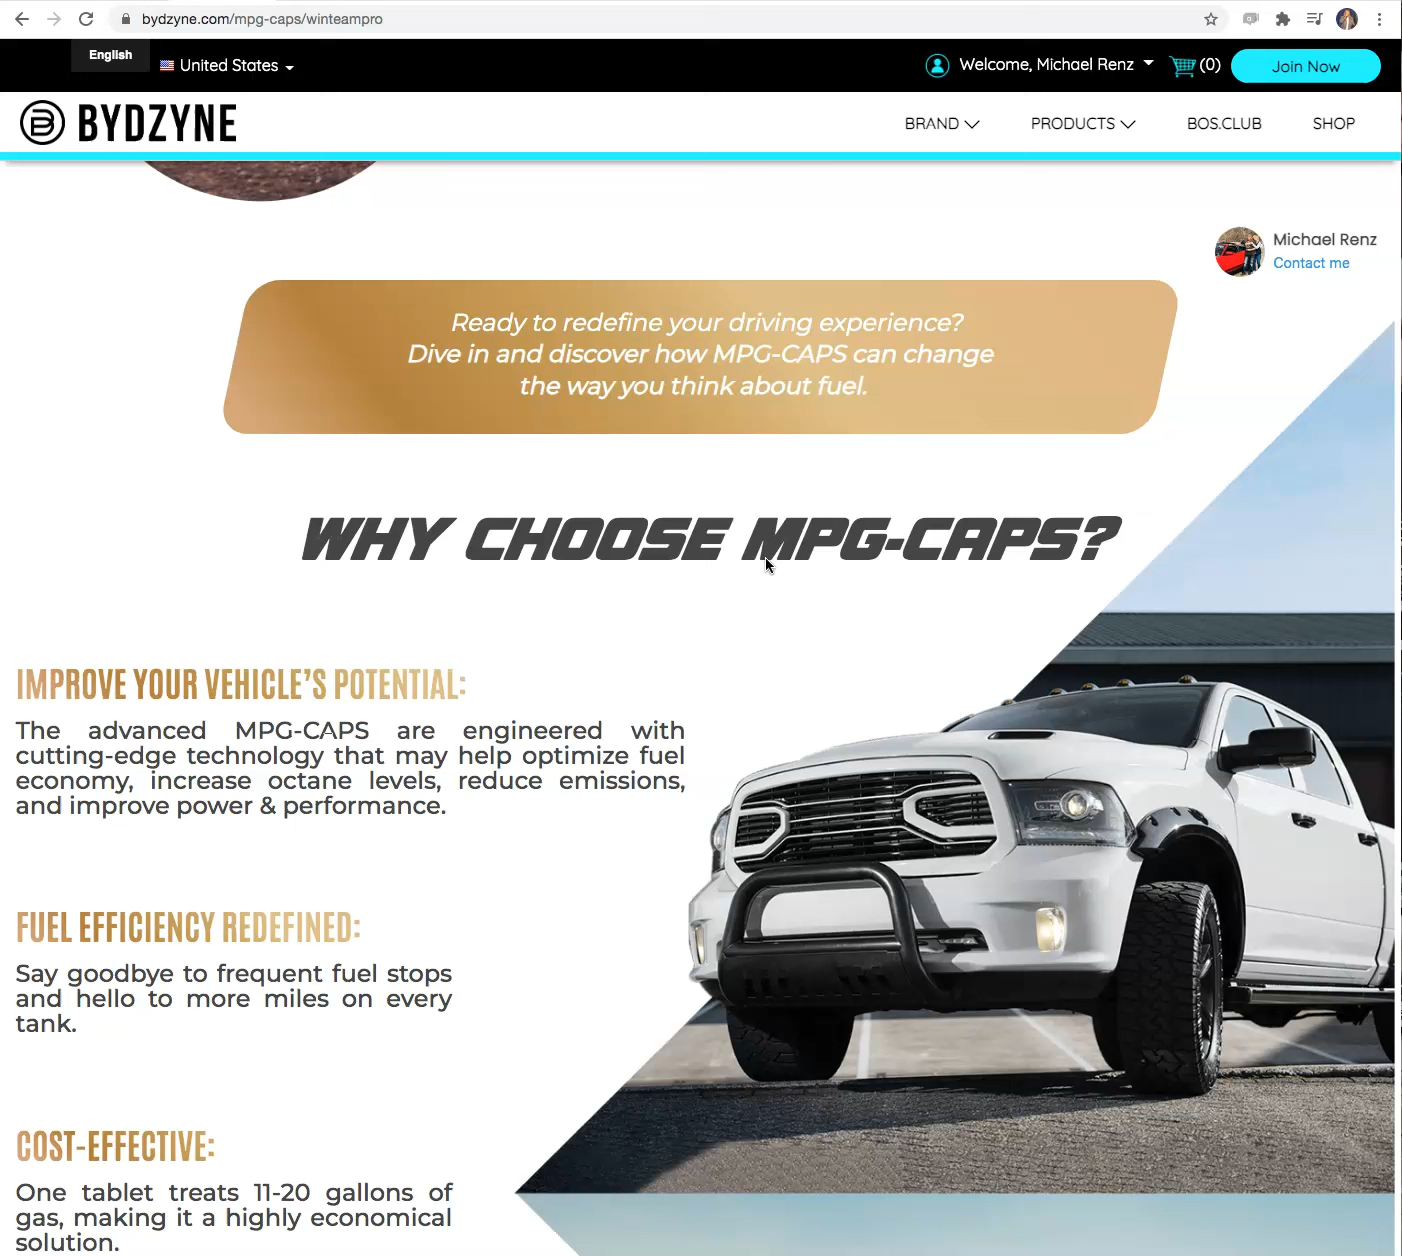 bydzyne.com/mpg-caps/winteampro
English
United States
Welcome, Michael Renz
(0)
Join Now
BYDZYNE
BRAND
PRODUCTS
BOS.CLUB
SHOP
Michael Renz
Contact me
Ready to redefine your driving experience?
Dive in and discover how MPG-CAPS can change
the way you think about fuel.
WHY CHOOSE MPG-CAPS?
IMPROVE YOUR VEHICLE'S POTENTIAL:
The advanced MPG-CAPS are engineered with
cutting-edge technology that may help optimize fuel
economy, increase octane levels, reduce emissions,
and improve power & performance.
FUEL EFFICIENCY REDEFINED:
Say goodbye to frequent fuel stops
and hello to more miles on every
tank.
COST-EFFECTIVE:
One tablet treats 11-20 gallons of
gas, making it a highly economical
solution.